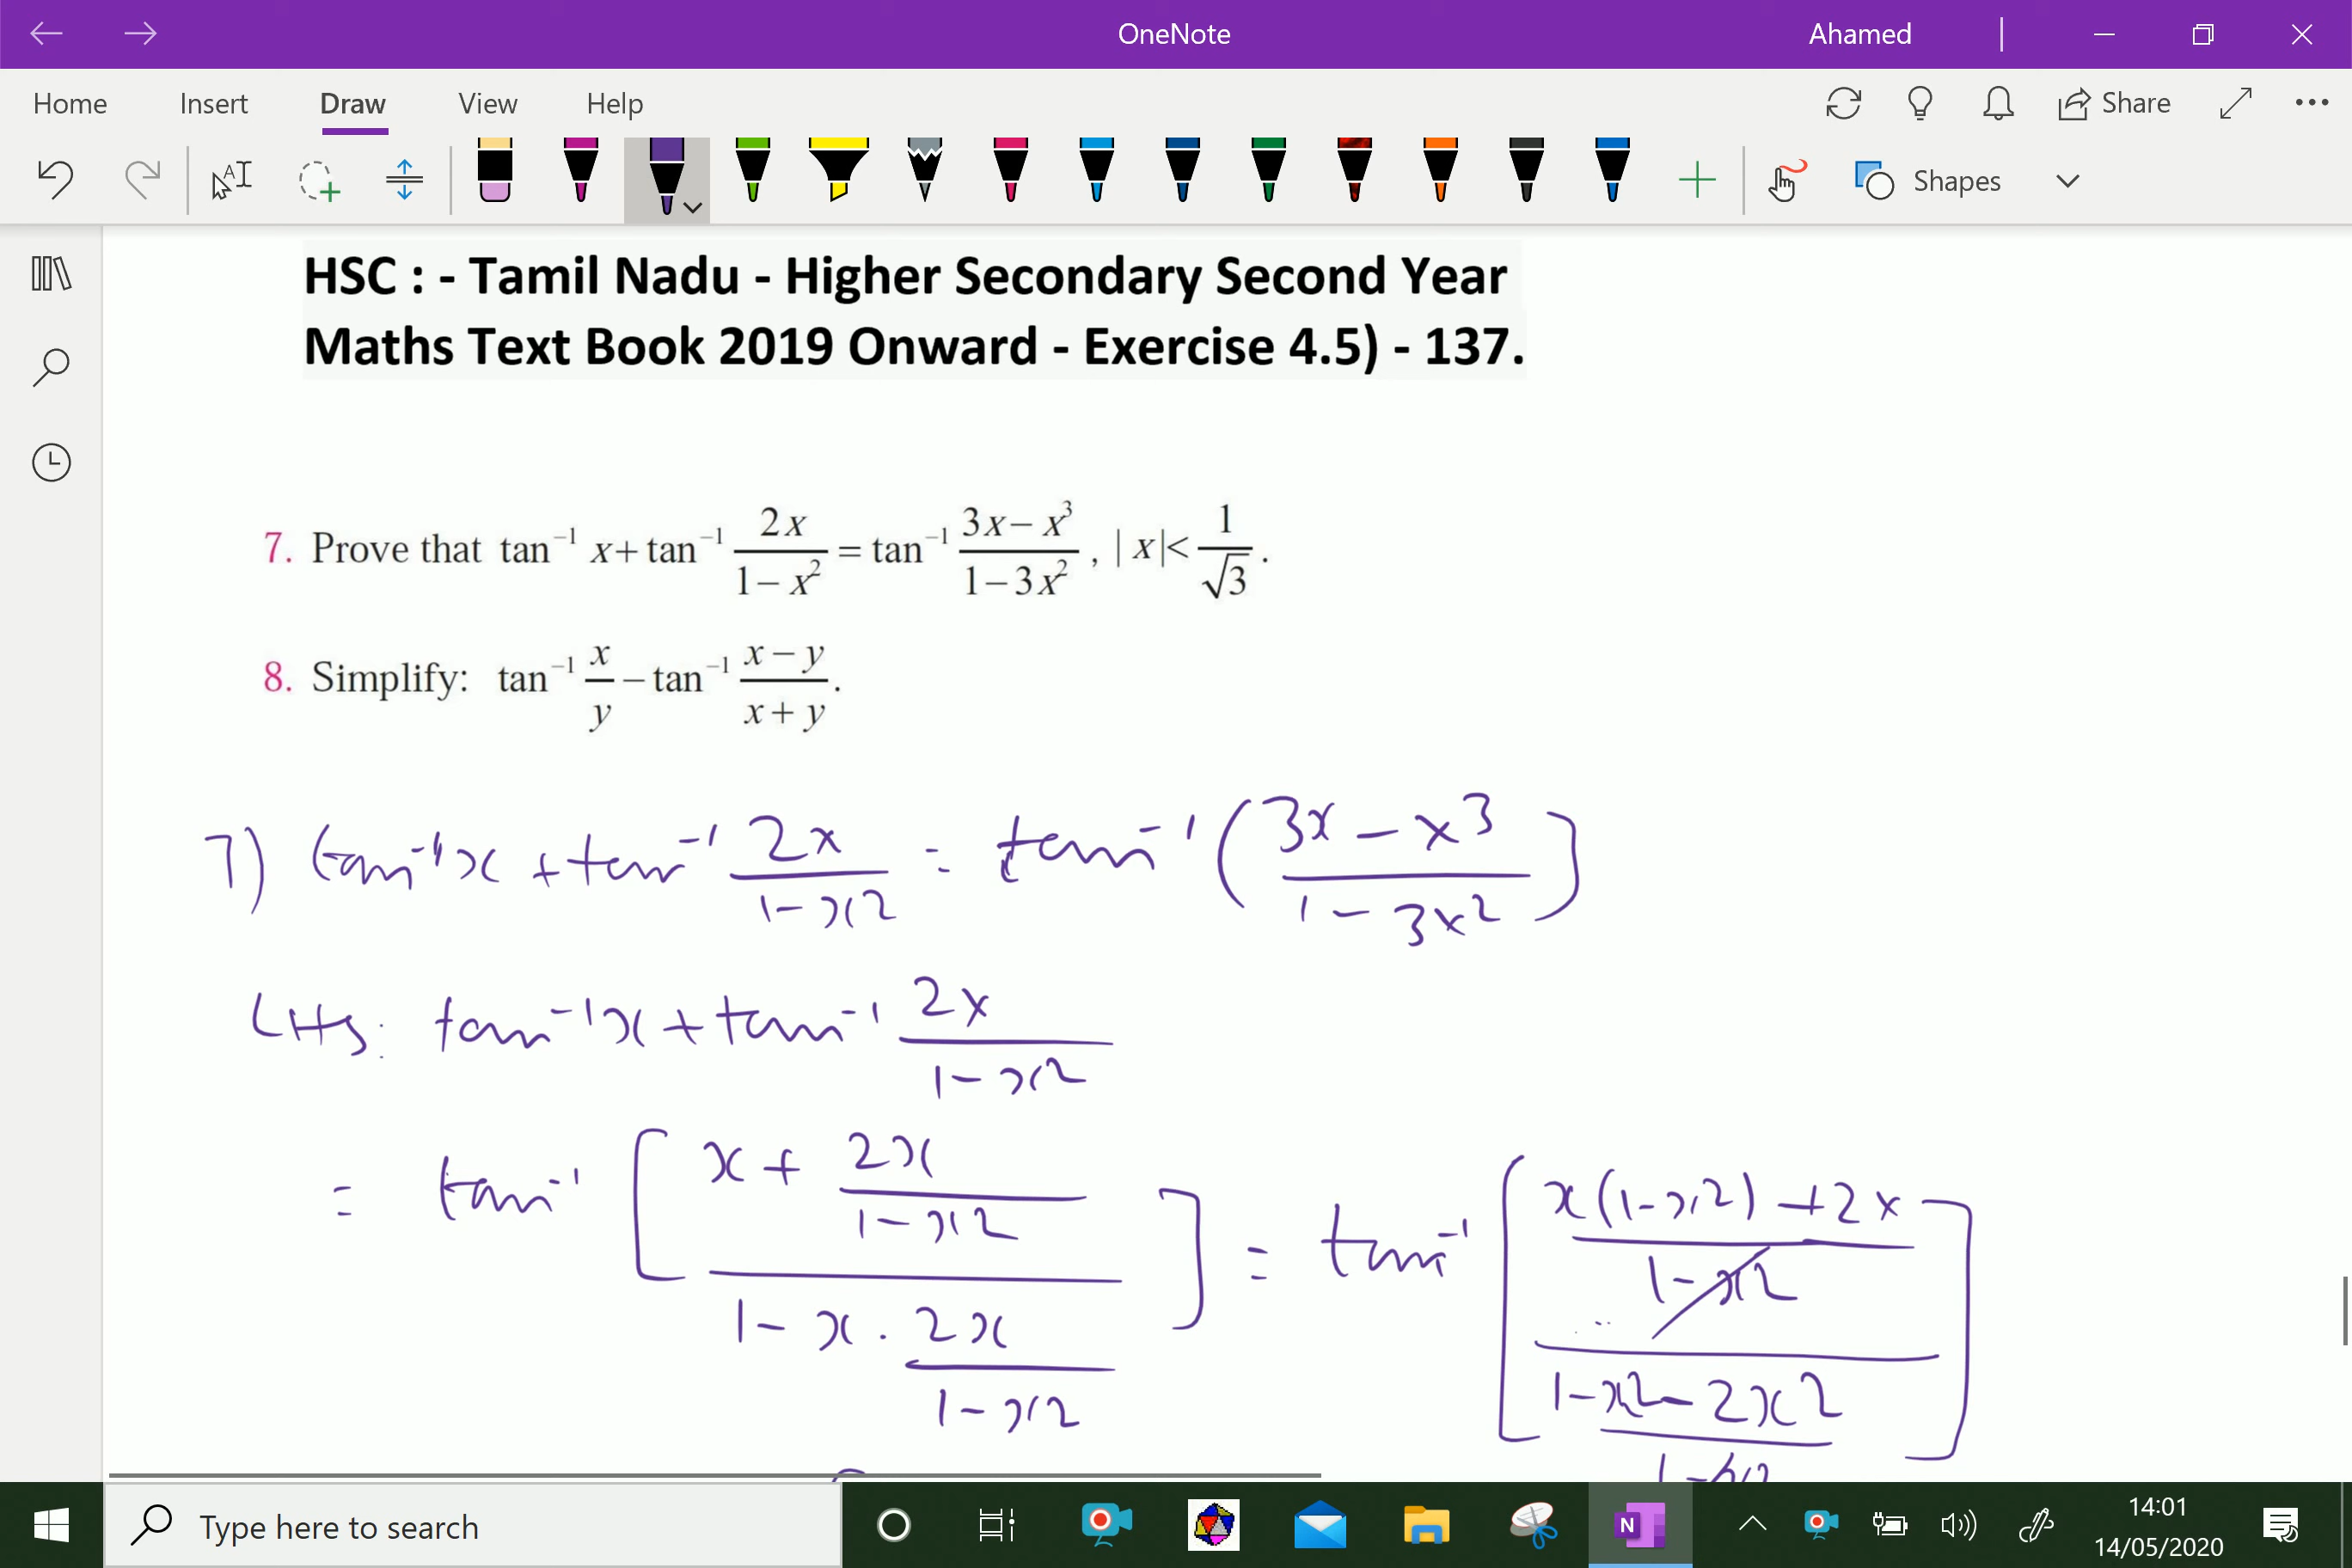 OneNote
Ahamed
Home Insert Draw View Help
Share
Shapes
HSC : - Tamil Nadu - Higher Secondary Second Year
Maths Text Book 2019 Onward - Exercise 4.5) - 137.
7. Prove that tan⁻¹ x + tan⁻¹ 2x/(1 − x²) = tan⁻¹ (3x − x³)/(1 − 3x²), |x| < 1/√3.
8. Simplify: tan⁻¹ x/y − tan⁻¹ (x − y)/(x + y).
7) tan⁻¹x + tan⁻¹ 2x/(1−x²) = tan⁻¹((3x − x³)/(1 − 3x²))
LHS: tan⁻¹x + tan⁻¹ 2x/(1−x²)
= tan⁻¹ [(x + 2x/(1−x²))/(1 − x . 2x/(1−x²))] = tan⁻¹ [((x(1−x²) + 2x)/(1−x²))/((1−x²−2x²)/(1−x²))]
Type here to search
14:01
14/05/2020